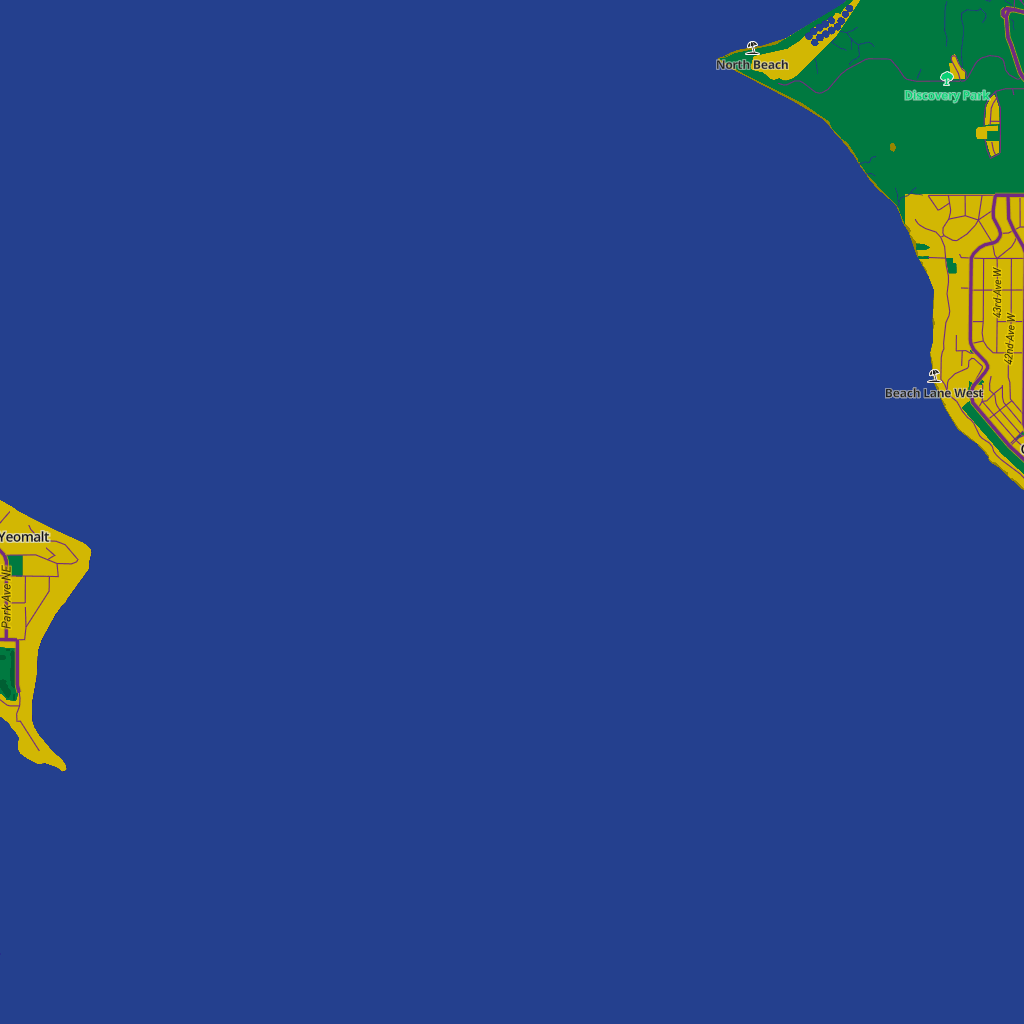 North Beach
Discovery Park
43rd Ave W
42nd Ave W
Beach Lane West
Yeomalt
Park Ave NE